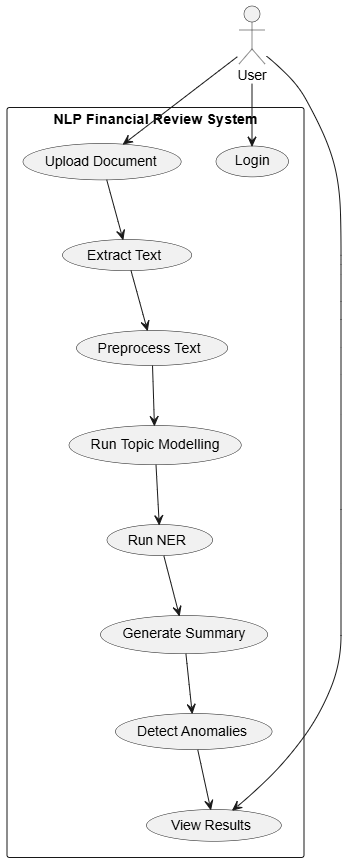 User
NLP Financial Review System
Upload Document
Login
Extract Text
Preprocess Text
Run Topic Modelling
Run NER
Generate Summary
Detect Anomalies
View Results